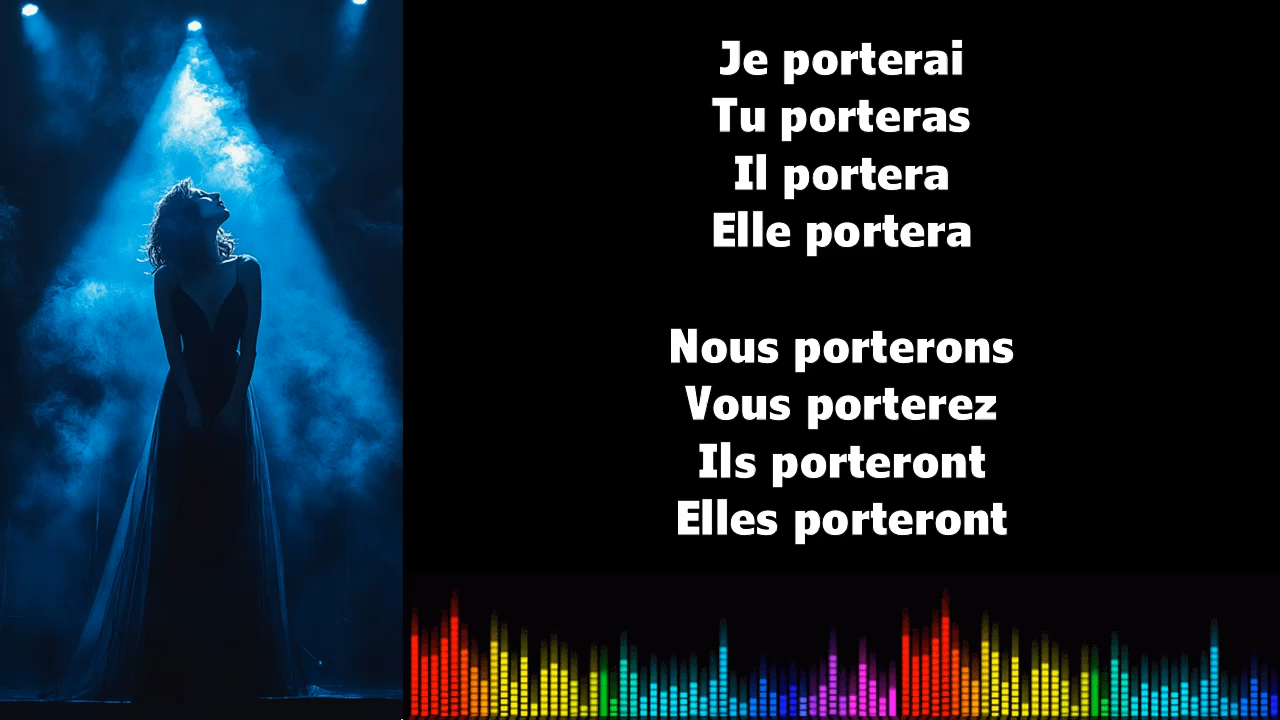 Je porterai
Tu porteras
Il portera
Elle portera
Nous porterons
Vous porterez
Ils porteront
Elles porteront